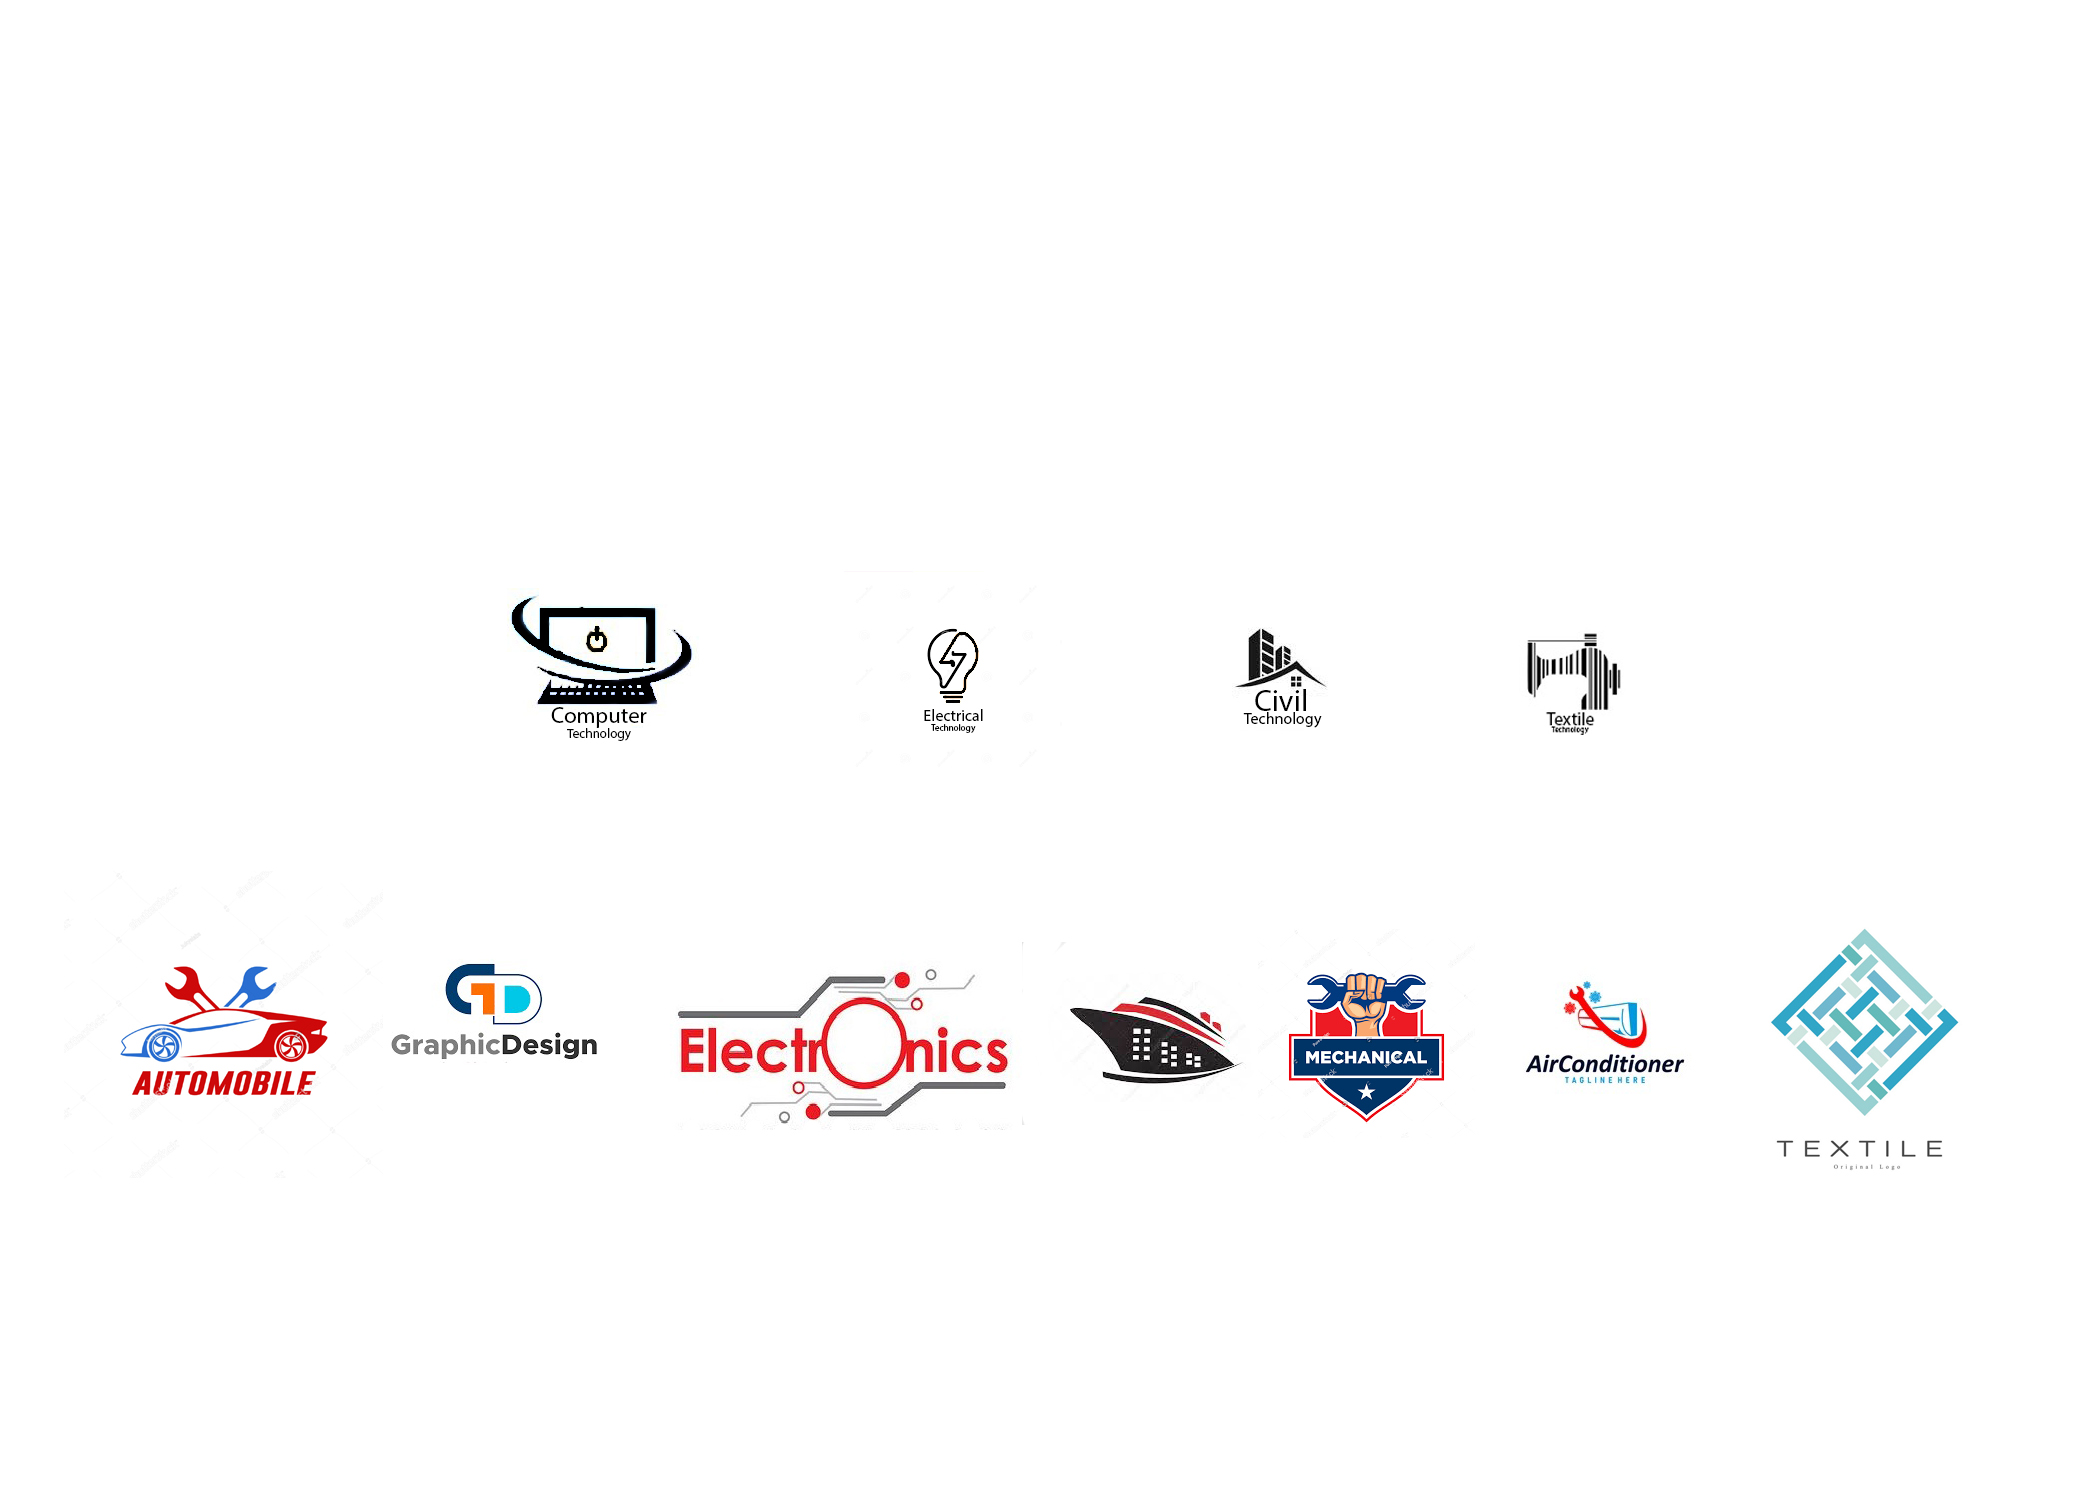 Computer
Technology
Electrical
Technology
Civil
Technology
Textile
Technology
AUTOMOBILE
GraphicDesign
ElectrOnics
MECHANICAL
AirConditioner
TAGLINE HERE
TEXTILE
Original Logo